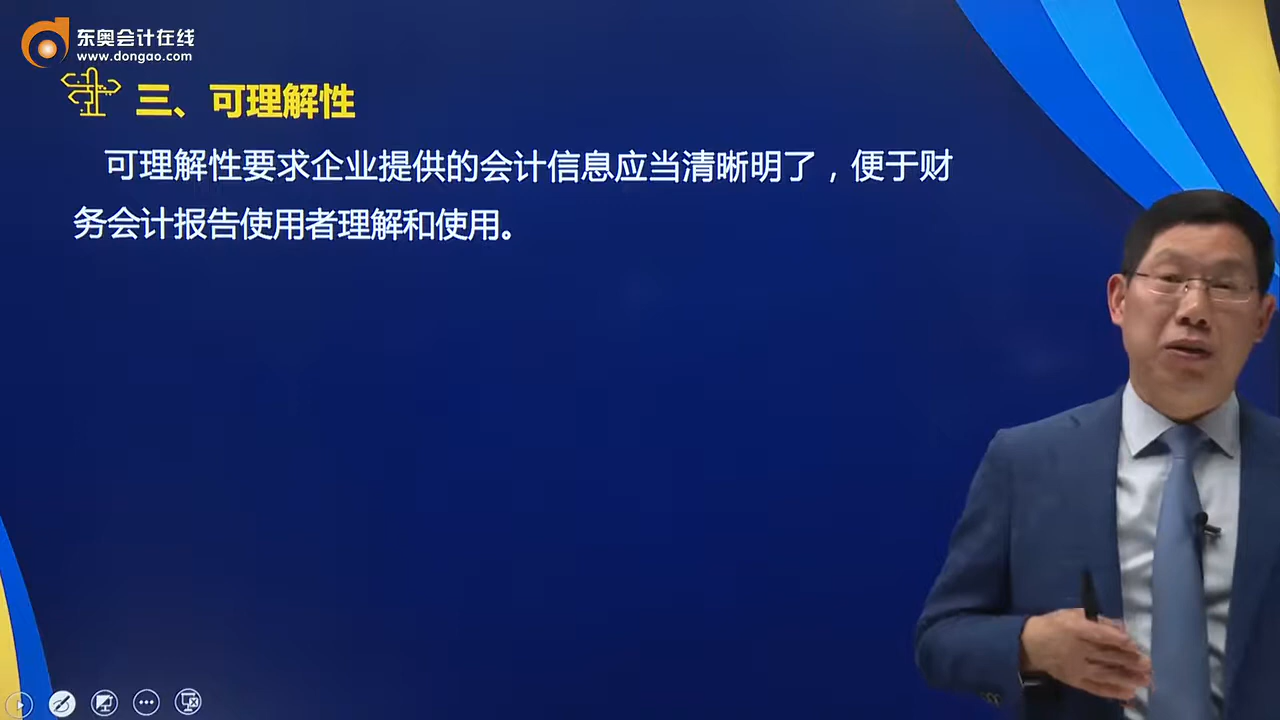 东奥会计在线
www.dongao.com
三、可理解性
可理解性要求企业提供的会计信息应当清晰明了，便于财
务会计报告使用者理解和使用。